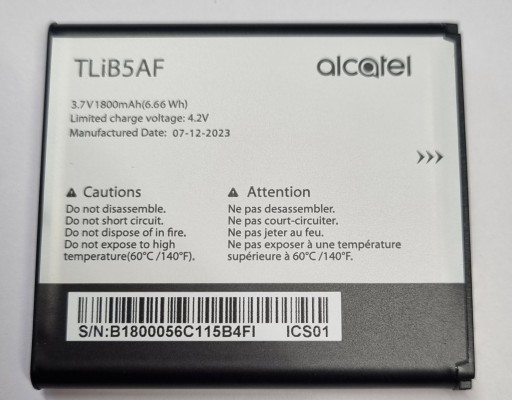 TLiB5AF
alcatel
3.7V1800mAh(6.66 Wh)
Limited charge voltage: 4.2V
Manufactured Date: 07-12-2023
Cautions
Do not disassemble.
Do not short circuit.
Do not dispose of in fire.
Do not expose to high
temperature(60°C /140°F).
Attention
Ne pas desassembler.
Ne pas court-circuiter.
Ne pas jeter au feu.
Ne pas exposer à une température
supérieure à 60°C /140°F.
S/N:B1800056C115B4FI ICS01